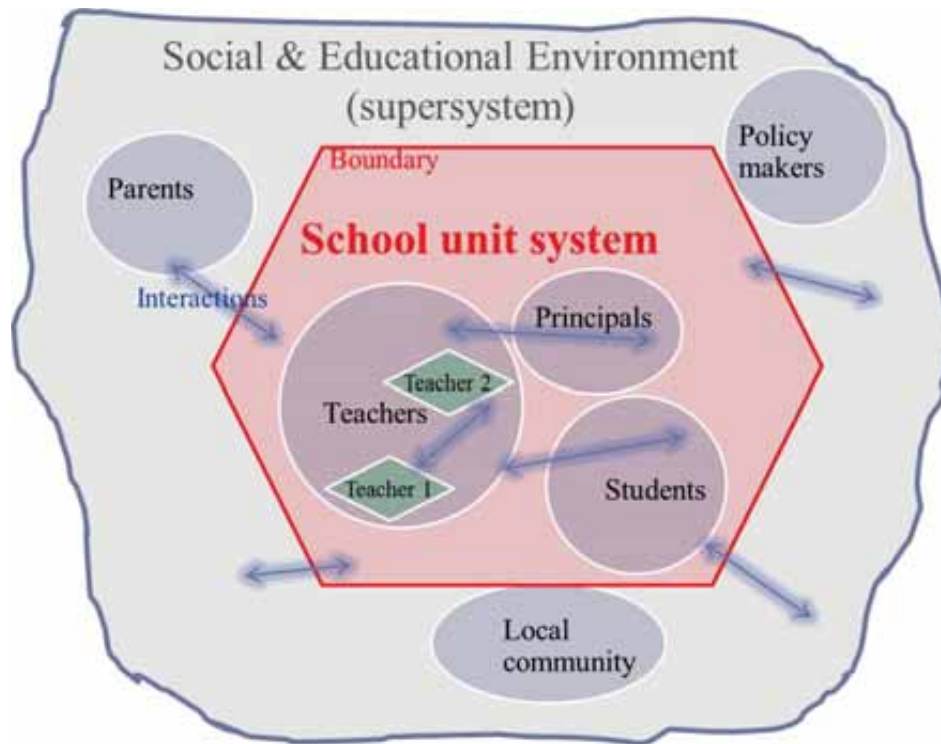 Social & Educational Environment
(supersystem)
Policy
makers
Boundary
Parents
School unit system
Interactions
Principals
Teacher 2
Teachers
Teacher 1
Students
Local
community